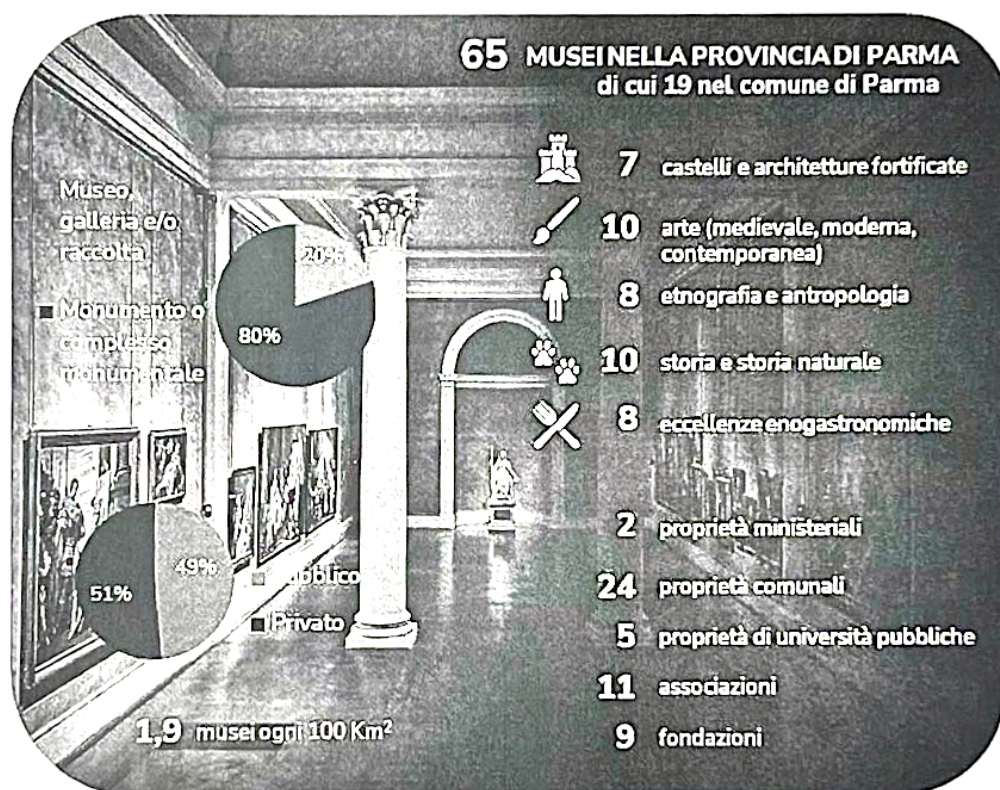 65 MUSEI NELLA PROVINCIA DI PARMA
di cui 19 nel comune di Parma
7 castelli e architetture fortificate
10 arte (medievale, moderna,
contemporanea)
8 etnografia e antropologia
10 storia e storia naturale
8 eccellenze enogastronomiche
2 proprietà ministeriali
24 proprietà comunali
5 proprietà di università pubbliche
11 associazioni
9 fondazioni
Museo,
galleria e/o
raccolta
Monumento o
complesso
monumentale
20%
80%
49%
51%
Pubblico
Privato
1,9 musei ogni 100 Km²